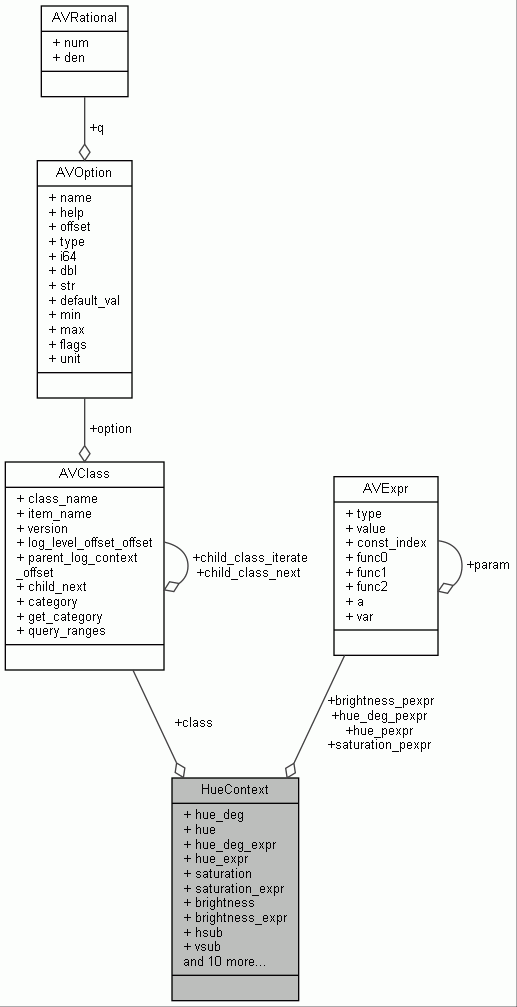 AVRational
+ num
+ den
+q
AVOption
+ name
+ help
+ offset
+ type
+ i64
+ dbl
+ str
+ default_val
+ min
+ max
+ flags
+ unit
+option
AVClass
+ class_name
+ item_name
+ version
+ log_level_offset_offset
+ parent_log_context
_offset
+ child_next
+ category
+ get_category
+ query_ranges
+child_class_iterate
+child_class_next
AVExpr
+ type
+ value
+ const_index
+ func0
+ func1
+ func2
+ a
+ var
+param
+class
+brightness_pexpr
+hue_deg_pexpr
+hue_pexpr
+saturation_pexpr
HueContext
+ hue_deg
+ hue
+ hue_deg_expr
+ hue_expr
+ saturation
+ saturation_expr
+ brightness
+ brightness_expr
+ hsub
+ vsub
and 10 more...